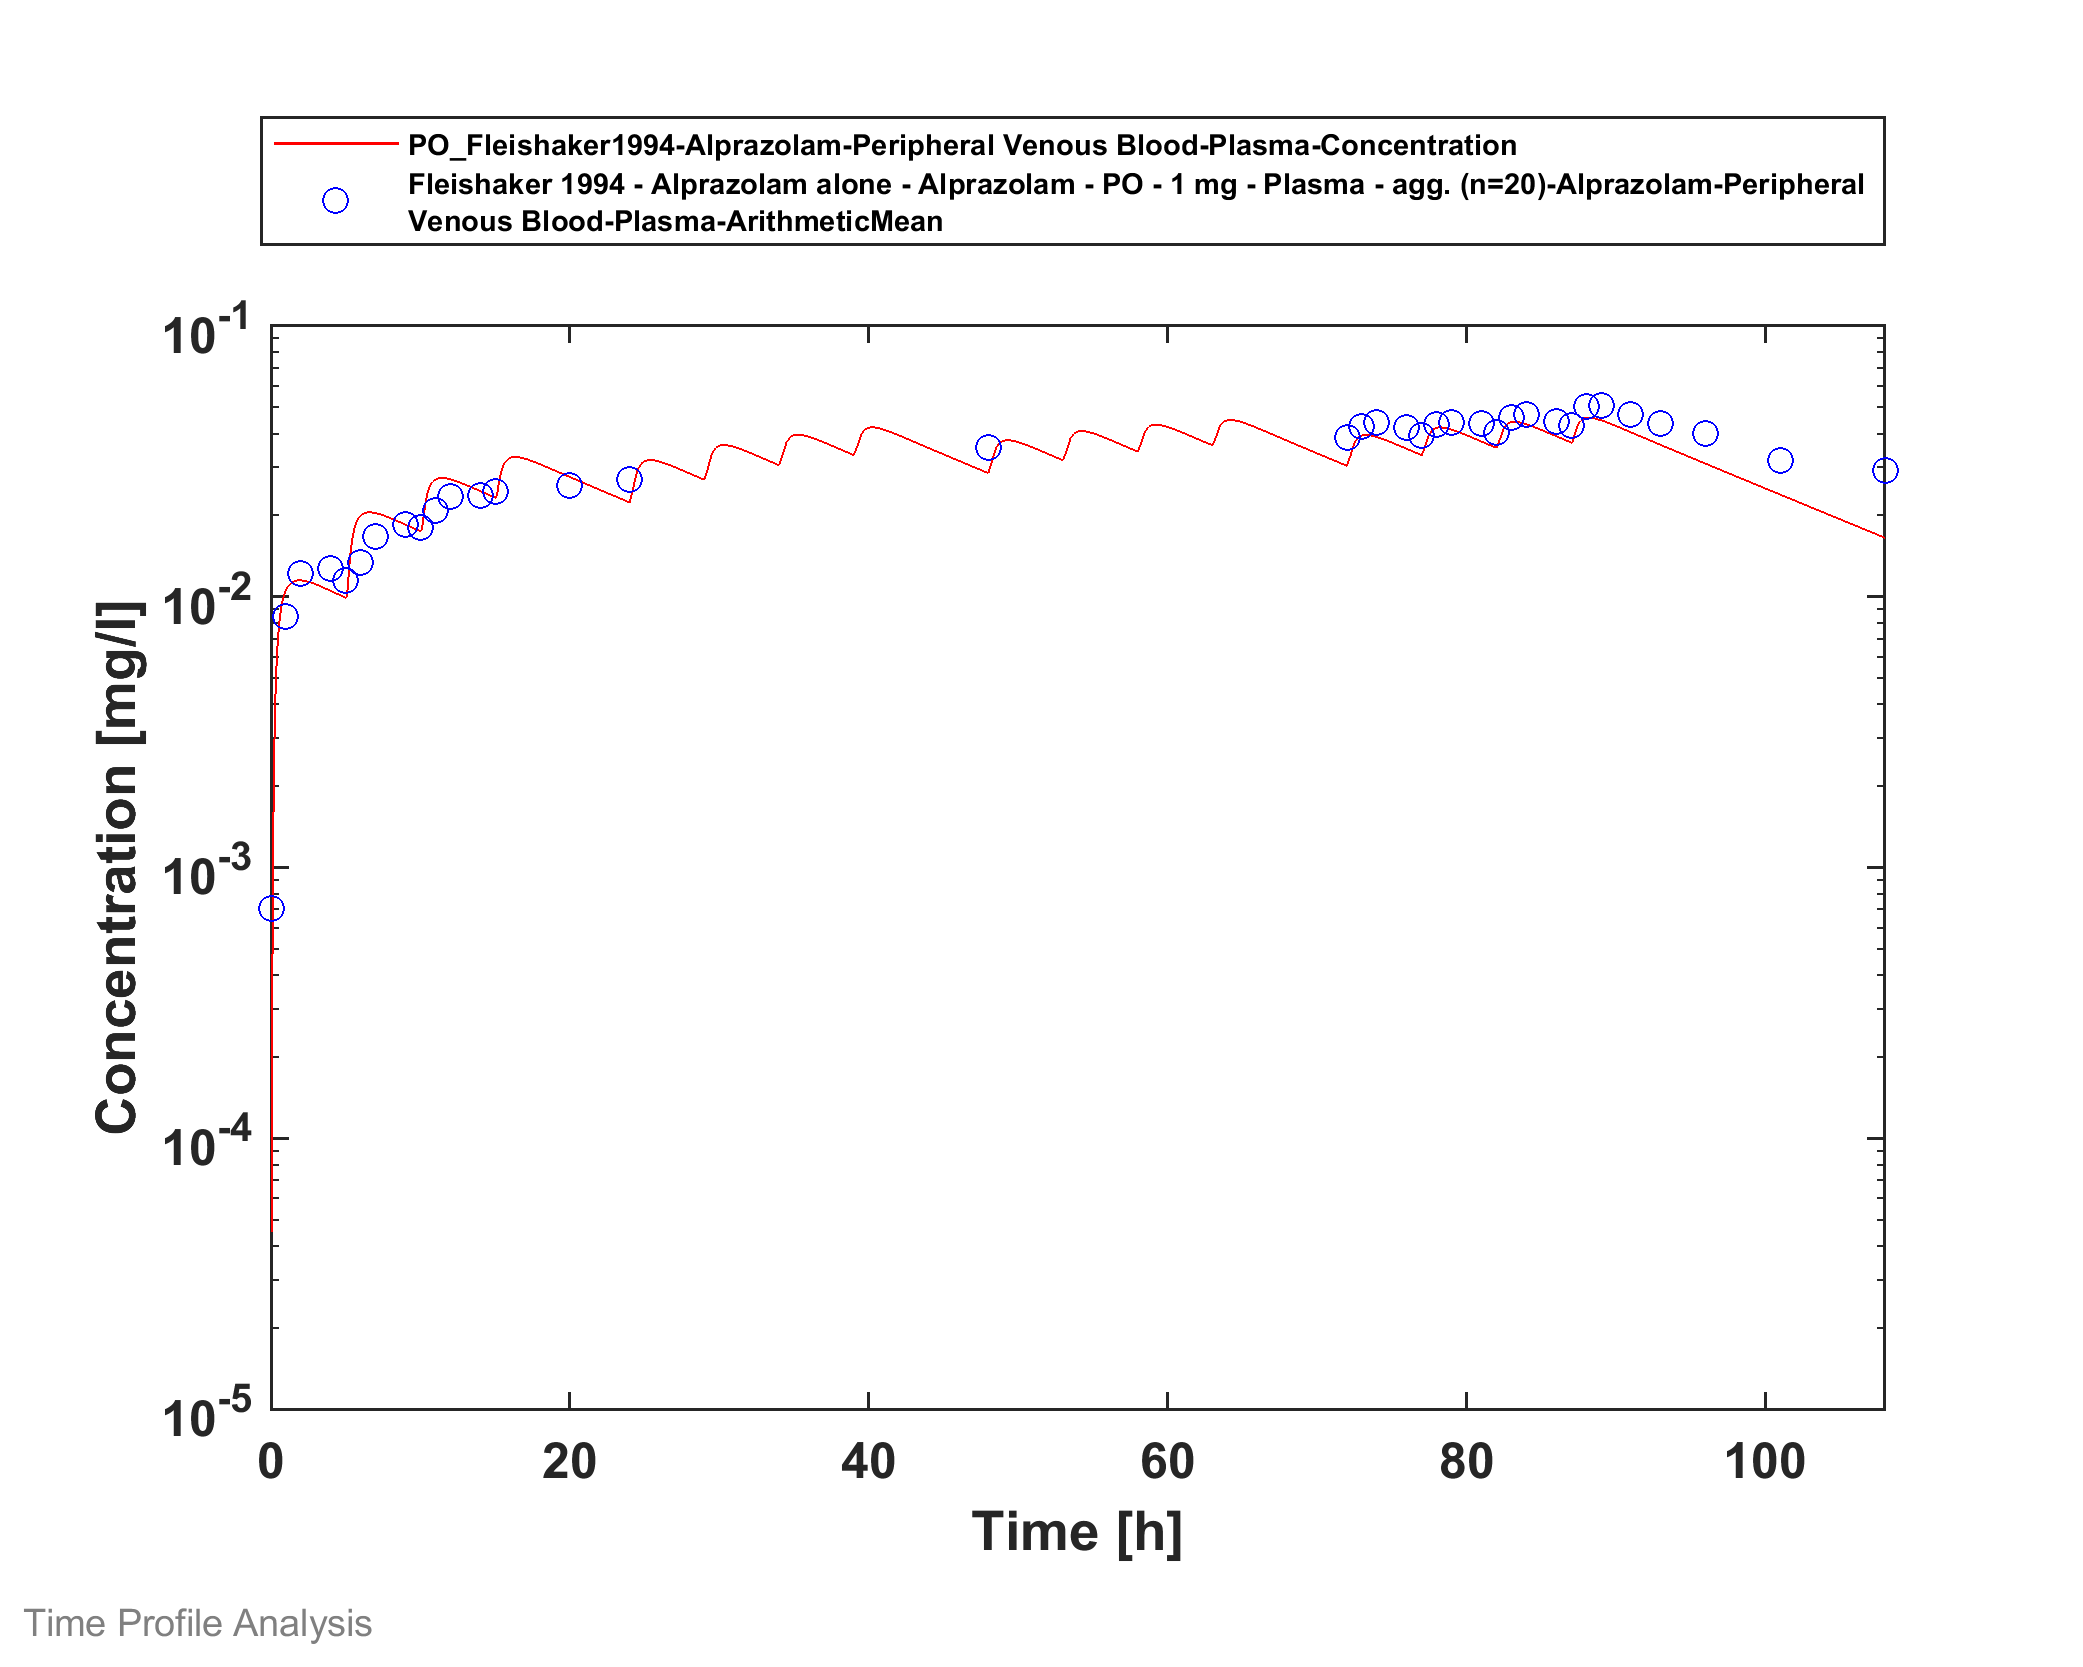 PO_Fleishaker1994-Alprazolam-Peripheral Venous Blood-Plasma-Concentration
Fleishaker 1994 - Alprazolam alone - Alprazolam - PO - 1 mg - Plasma - agg. (n=20)-Alprazolam-Peripheral
Venous Blood-Plasma-ArithmeticMean
10^-1
10^-2
10^-3
10^-4
10^-5
Concentration [mg/l]
0 20 40 60 80 100
Time [h]
Time Profile Analysis